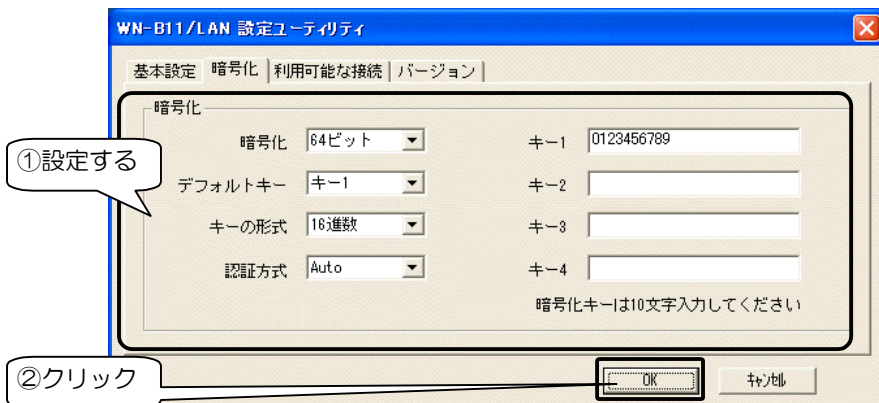 WN-B11/LAN 設定ユーティリティ
基本設定 暗号化 利用可能な接続 バージョン
暗号化
①設定する
暗号化 64ビット キー1 0123456789
デフォルトキー キー1 キー2
キーの形式 16進数 キー3
認証方式 Auto キー4
暗号化キーは10文字入力してください
②クリック
OK キャンセル